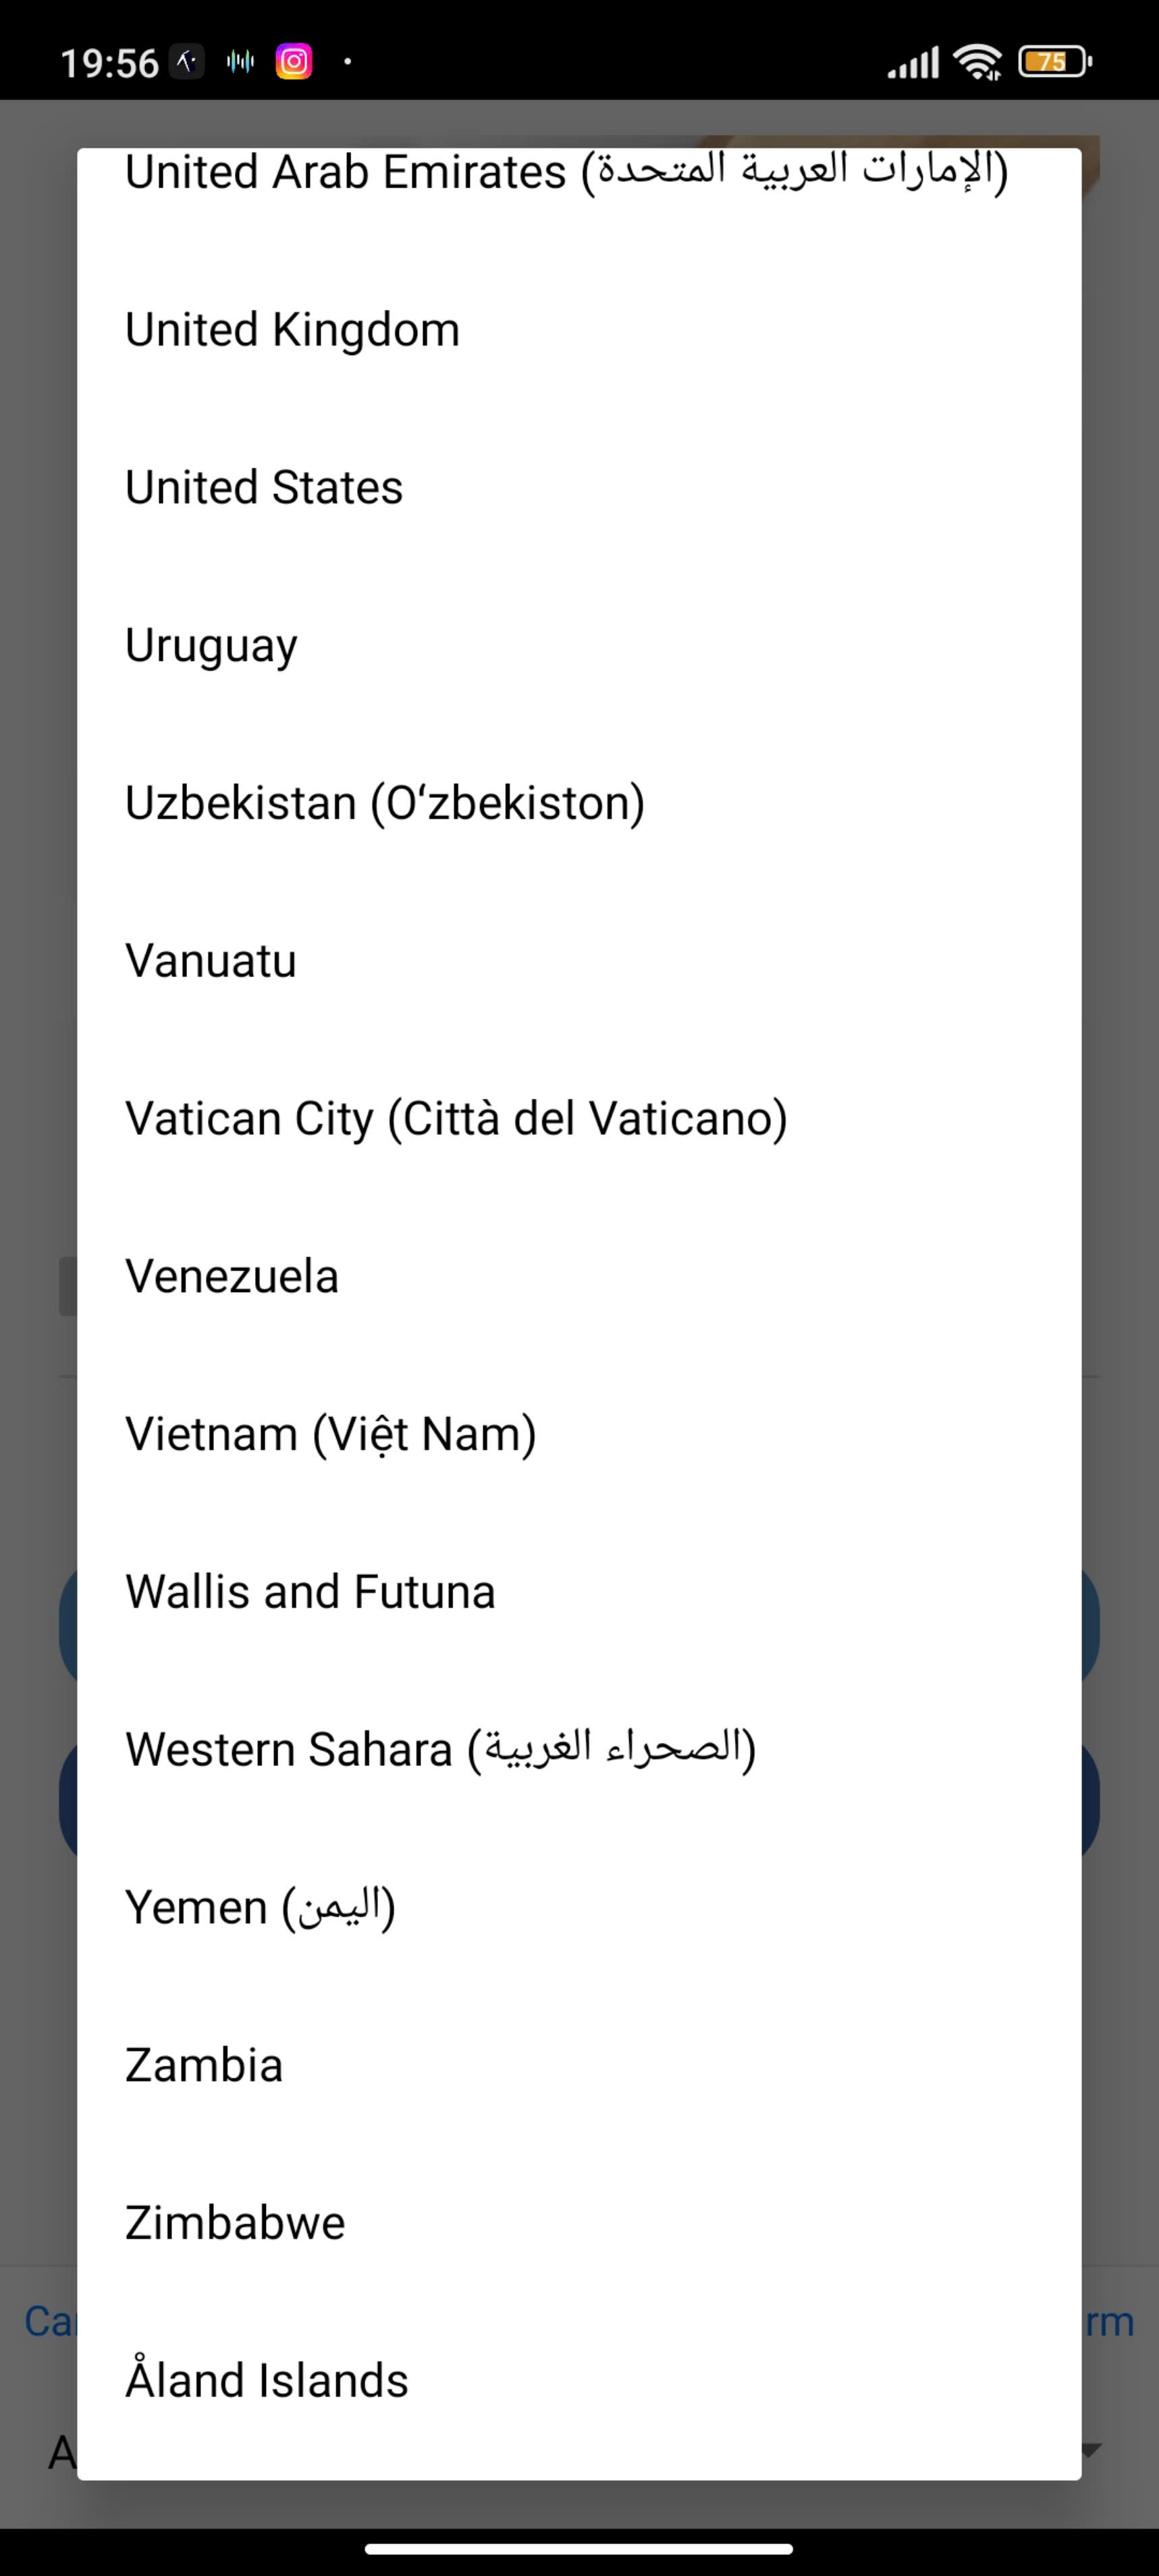 19:56
75
United Arab Emirates (الإمارات العربية المتحدة)
United Kingdom
United States
Uruguay
Uzbekistan (Oʻzbekiston)
Vanuatu
Vatican City (Città del Vaticano)
Venezuela
Vietnam (Việt Nam)
Wallis and Futuna
Western Sahara (الصحراء الغربية)
Yemen (اليمن)
Zambia
Zimbabwe
Åland Islands